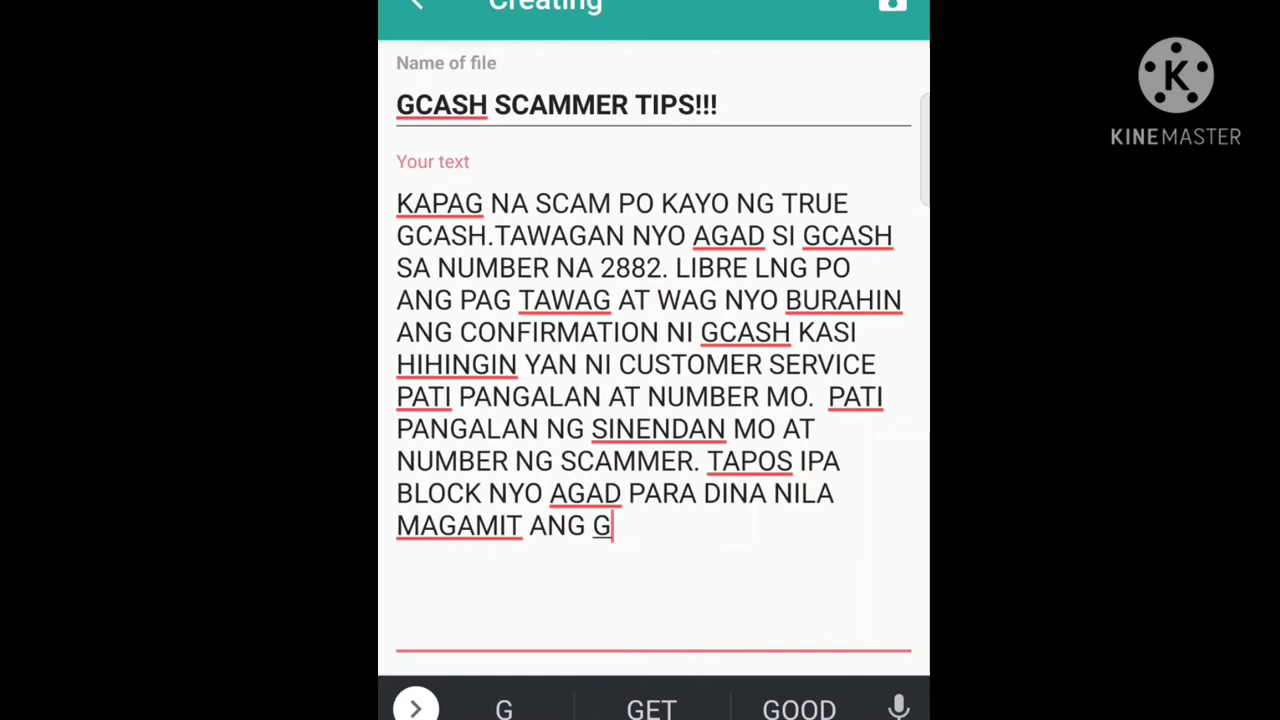 Creating
Name of file
GCASH SCAMMER TIPS!!!
Your text
KAPAG NA SCAM PO KAYO NG TRUE
GCASH.TAWAGAN NYO AGAD SI GCASH
SA NUMBER NA 2882. LIBRE LNG PO
ANG PAG TAWAG AT WAG NYO BURAHIN
ANG CONFIRMATION NI GCASH KASI
HIHINGIN YAN NI CUSTOMER SERVICE
PATI PANGALAN AT NUMBER MO.  PATI
PANGALAN NG SINENDAN MO AT
NUMBER NG SCAMMER. TAPOS IPA
BLOCK NYO AGAD PARA DINA NILA
MAGAMIT ANG G
G GET GOOD
K
KINEMASTER